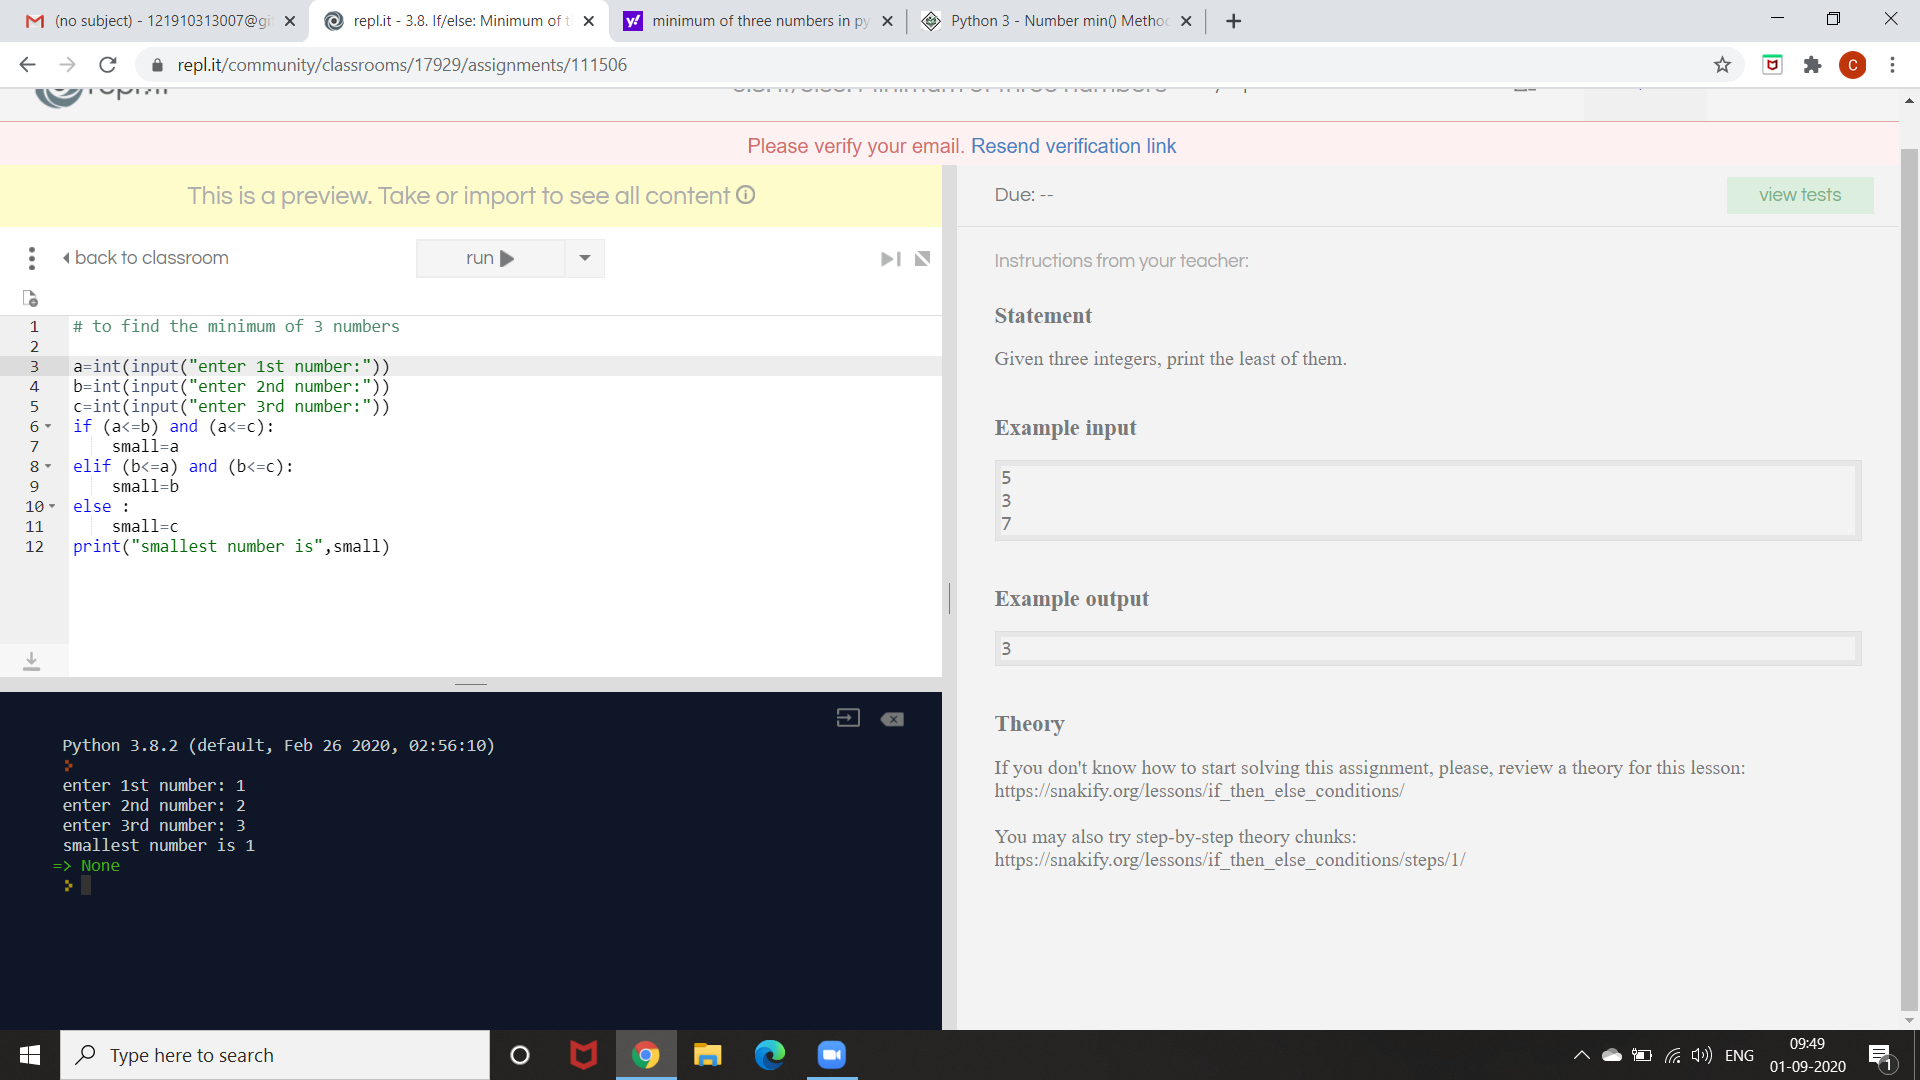 (no subject) - 121910313007@gi
repl.it - 3.8. If/else: Minimum of t
minimum of three numbers in py
Python 3 - Number min() Metho
repl.it/community/classrooms/17929/assignments/111506
C
Please verify your email. Resend verification link
This is a preview. Take or import to see all content
back to classroom
run
1 # to find the minimum of 3 numbers
2
3 a=int(input("enter 1st number:"))
4 b=int(input("enter 2nd number:"))
5 c=int(input("enter 3rd number:"))
6 if (a<=b) and (a<=c):
7 small=a
8 elif (b<=a) and (b<=c):
9 small=b
10 else :
11 small=c
12 print("smallest number is",small)
Python 3.8.2 (default, Feb 26 2020, 02:56:10)
enter 1st number: 1
enter 2nd number: 2
enter 3rd number: 3
smallest number is 1
=> None
Due: --
view tests
Instructions from your teacher:
Statement
Given three integers, print the least of them.
Example input
5
3
7
Example output
3
Theory
If you don't know how to start solving this assignment, please, review a theory for this lesson:
https://snakify.org/lessons/if_then_else_conditions/
You may also try step-by-step theory chunks:
https://snakify.org/lessons/if_then_else_conditions/steps/1/
Type here to search
ENG
09:49
01-09-2020
1